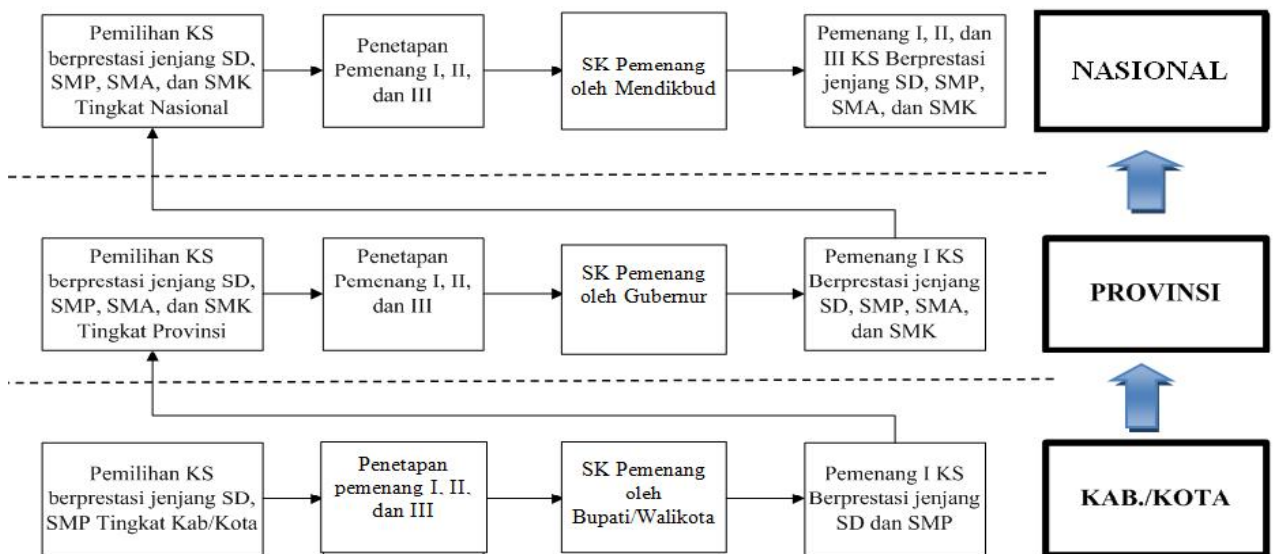 Pemilihan KS
berprestasi jenjang SD,
SMP, SMA, dan SMK
Tingkat Nasional
Penetapan
Pemenang I, II,
dan III
SK Pemenang
oleh Mendikbud
Pemenang I, II, dan
III KS Berprestasi
jenjang SD, SMP,
SMA, dan SMK
NASIONAL
Pemilihan KS
berprestasi jenjang SD,
SMP, SMA, dan SMK
Tingkat Provinsi
Penetapan
Pemenang I, II,
dan III
SK Pemenang
oleh Gubernur
Pemenang I KS
Berprestasi jenjang
SD, SMP, SMA,
dan SMK
PROVINSI
Pemilihan KS
berprestasi jenjang SD,
SMP Tingkat Kab/Kota
Penetapan
pemenang I, II,
dan III
SK Pemenang
oleh
Bupati/Walikota
Pemenang I KS
Berprestasi jenjang
SD dan SMP
KAB./KOTA